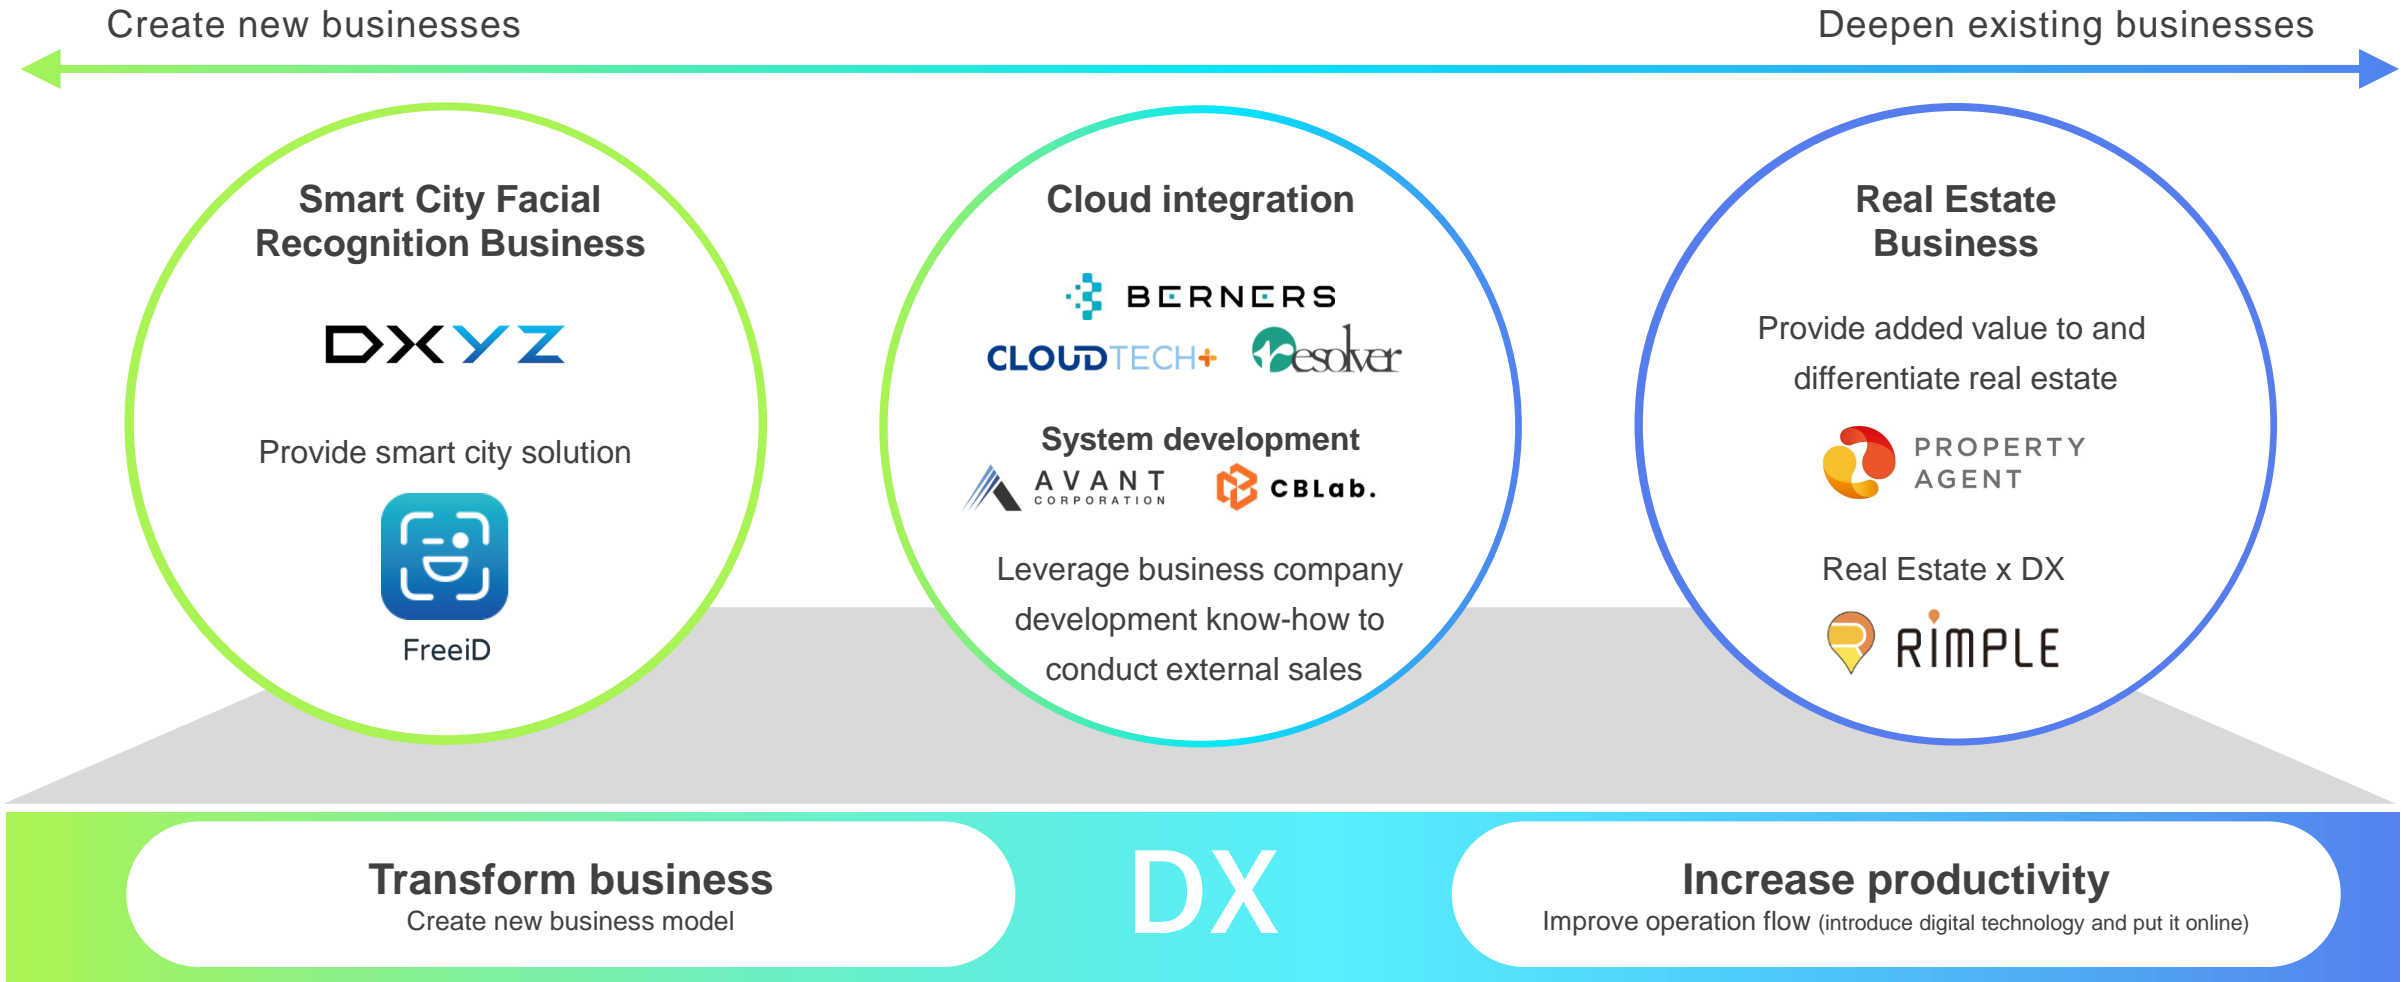 Create new businesses
Deepen existing businesses
Smart City Facial
Recognition Business
DXYZ
Provide smart city solution
FreeiD
Cloud integration
BERNERS
CLOUDTECH+
Resolver
System development
AVANT
CORPORATION
CBLab.
Leverage business company
development know-how to
conduct external sales
Real Estate
Business
Provide added value to and
differentiate real estate
PROPERTY
AGENT
Real Estate x DX
RIMPLE
Transform business
Create new business model
DX
Increase productivity
Improve operation flow (introduce digital technology and put it online)